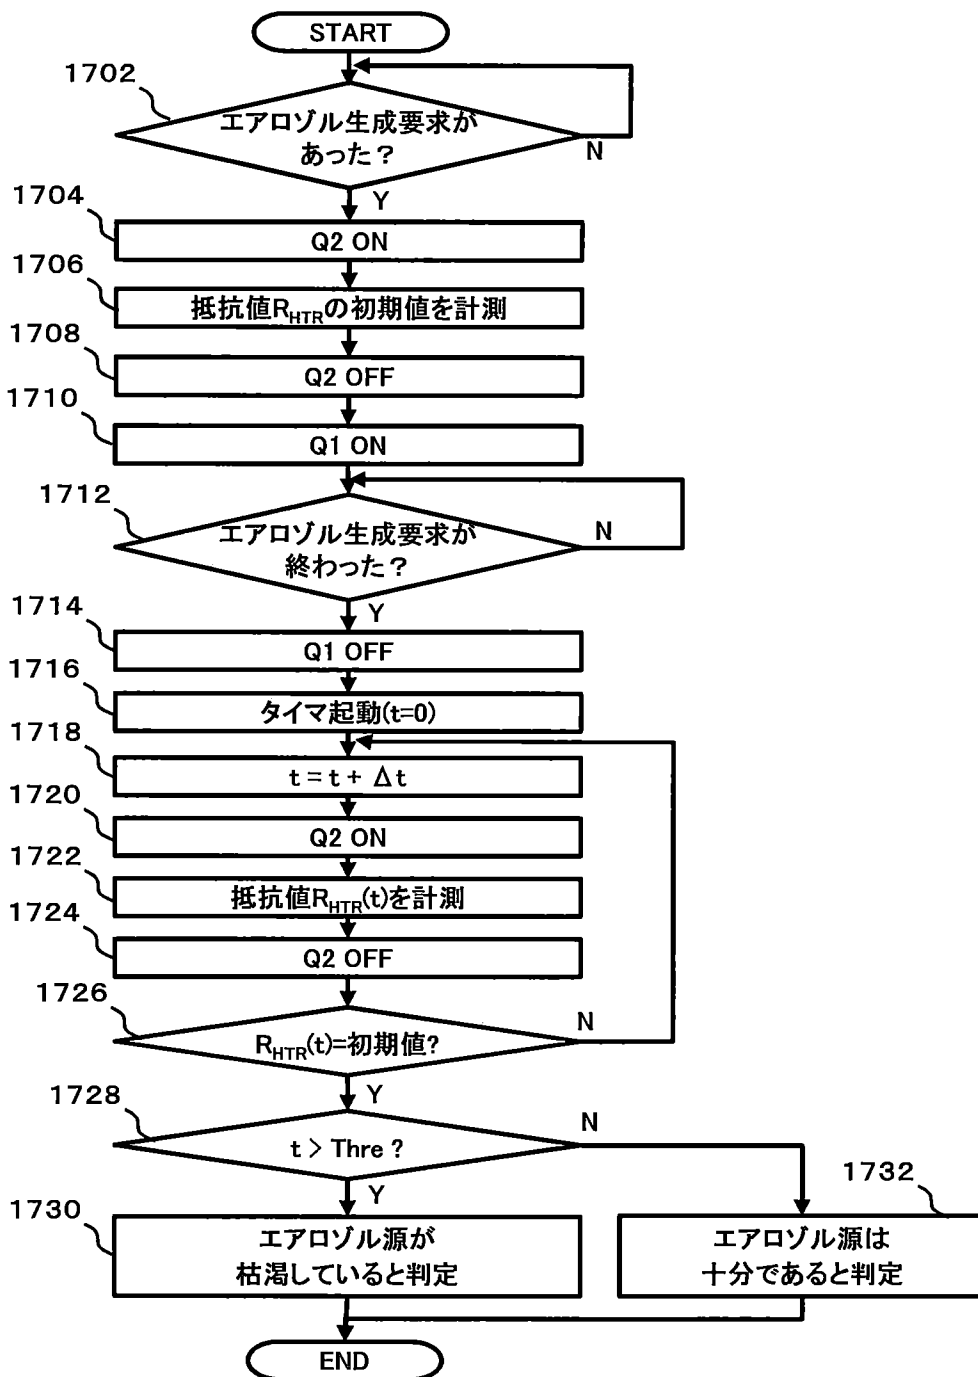 START
1702
エアロゾル生成要求が
あった?
N
Y
1704
Q2 ON
1706
抵抗値RHTRの初期値を計測
1708
Q2 OFF
1710
Q1 ON
1712
エアロゾル生成要求が
終わった?
N
Y
1714
Q1 OFF
1716
タイマ起動(t=0)
1718
t = t + Δt
1720
Q2 ON
1722
抵抗値RHTR(t)を計測
1724
Q2 OFF
1726
RHTR(t)=初期値?
N
Y
1728
t > Thre ?
N
Y
1730
エアロゾル源が
枯渇していると判定
1732
エアロゾル源は
十分であると判定
END